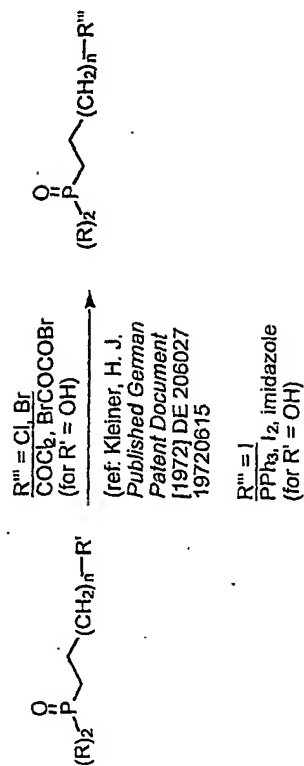 O
(R)₂–P
(CH₂)ₙ–R'
R''' = Cl, Br
COCl₂, BrCOCOBr
(for R' = OH)
(ref: Kleiner, H. J.
Published German
Patent Document
[1972] DE 206027
19720615
R''' = I
PPh₃, I₂, imidazole
(for R' = OH)
O
(R)₂–P
(CH₂)ₙ–R'''